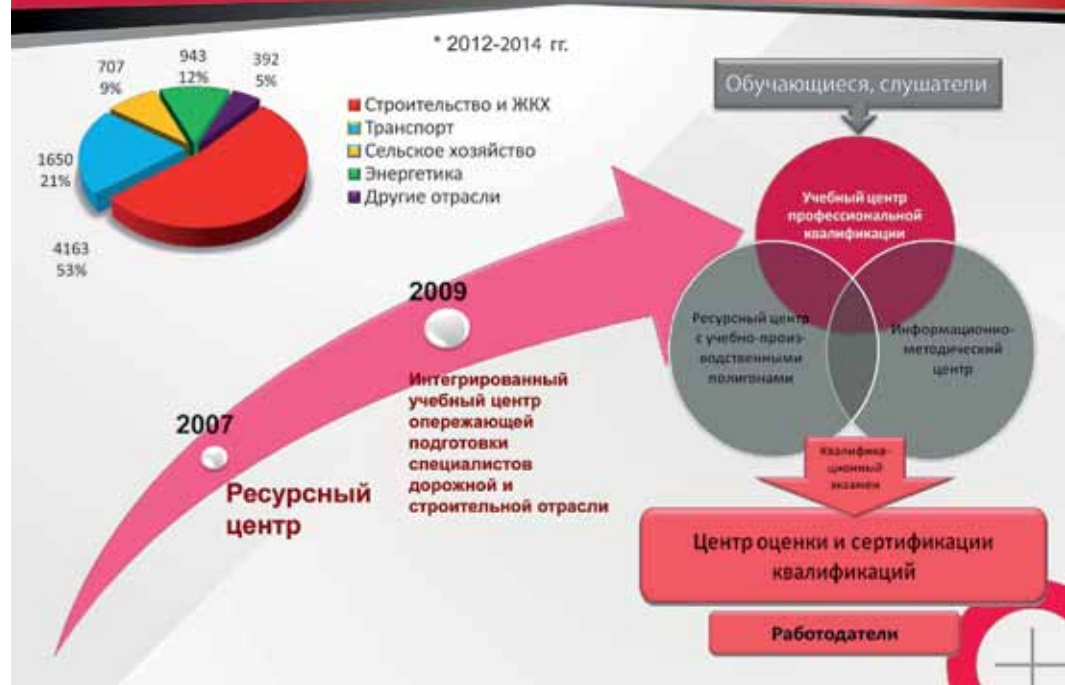 * 2012-2014 гг.
707
9%
943
12%
392
5%
1650
21%
4163
53%
Строительство и ЖКХ
Транспорт
Сельское хозяйство
Энергетика
Другие отрасли
2007
Ресурсный
центр
2009
Интегрированный
учебный центр
опережающей
подготовки
специалистов
дорожной и
строительной отрасли
Обучающиеся, слушатели
Учебный центр
профессиональной
квалификации
Ресурсный центр
с учебно-произ-
водственными
полигонами
Информационно-
методический
центр
Квалифика-
ционный
экзамен
Центр оценки и сертификации
квалификаций
Работодатели